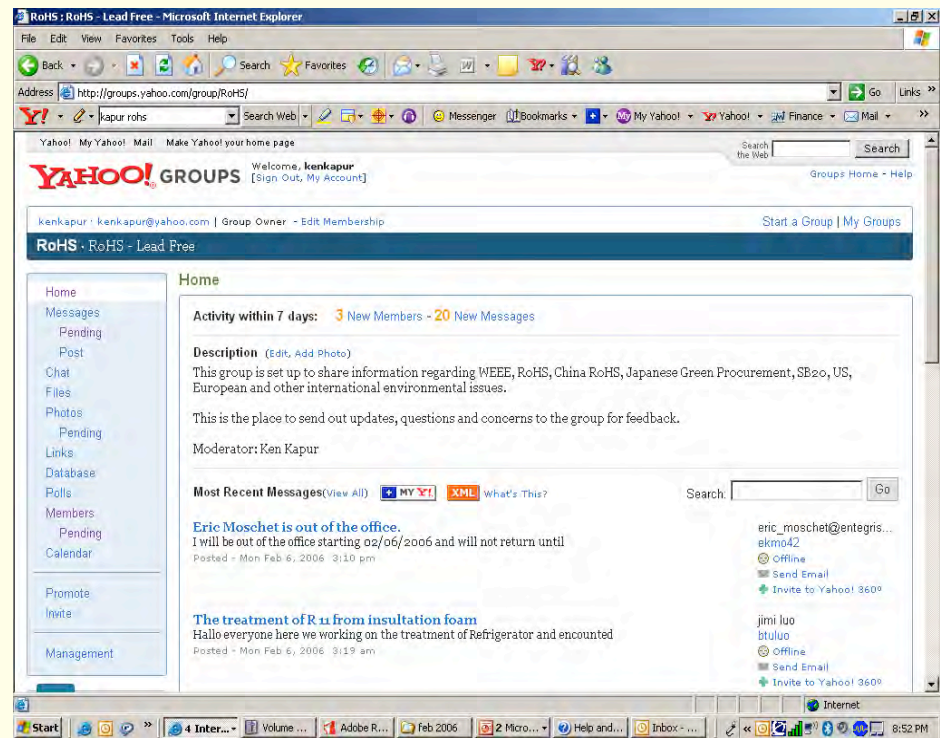 RoHS : RoHS - Lead Free - Microsoft Internet Explorer
File Edit View Favorites Tools Help
Back Search Favorites
Address http://groups.yahoo.com/group/RoHS/ Go Links »
Y! kapur rohs Search Web Messenger Bookmarks My Yahoo! Yahoo! Finance Mail »
Yahoo! My Yahoo! Mail Make Yahoo! your home page
Search the Web Search
YAHOO! GROUPS Welcome, kenkapur
[Sign Out, My Account]
Groups Home - Help
kenkapur · kenkapur@yahoo.com | Group Owner - Edit Membership Start a Group | My Groups
RoHS · RoHS - Lead Free
Home
Messages
Pending
Post
Chat
Files
Photos
Pending
Links
Database
Polls
Members
Pending
Calendar
Promote
Invite
Management
Home
Activity within 7 days: 3 New Members - 20 New Messages
Description (Edit, Add Photo)
This group is set up to share information regarding WEEE, RoHS, China RoHS, Japanese Green Procurement, SB20, US,
European and other international environmental issues.
This is the place to send out updates, questions and concerns to the group for feedback.
Moderator: Ken Kapur
Most Recent Messages(View All) + MY Y! XML What's This? Search: Go
Eric Moschet is out of the office.
I will be out of the office starting 02/06/2006 and will not return until
Posted - Mon Feb 6, 2006 3:10 pm
eric_moschet@entegris...
ekmo42
Offline
Send Email
Invite to Yahoo! 360º
The treatment of R 11 from insultation foam
Hallo everyone here we working on the treatment of Refrigerator and encounted
Posted - Mon Feb 6, 2006 3:19 am
jimi luo
btuluo
Offline
Send Email
Invite to Yahoo! 360º
Internet
Start » 4 Inter... Volume ... Adobe R... feb 2006 2 Micro... Help and... Inbox - ... « 8:52 PM